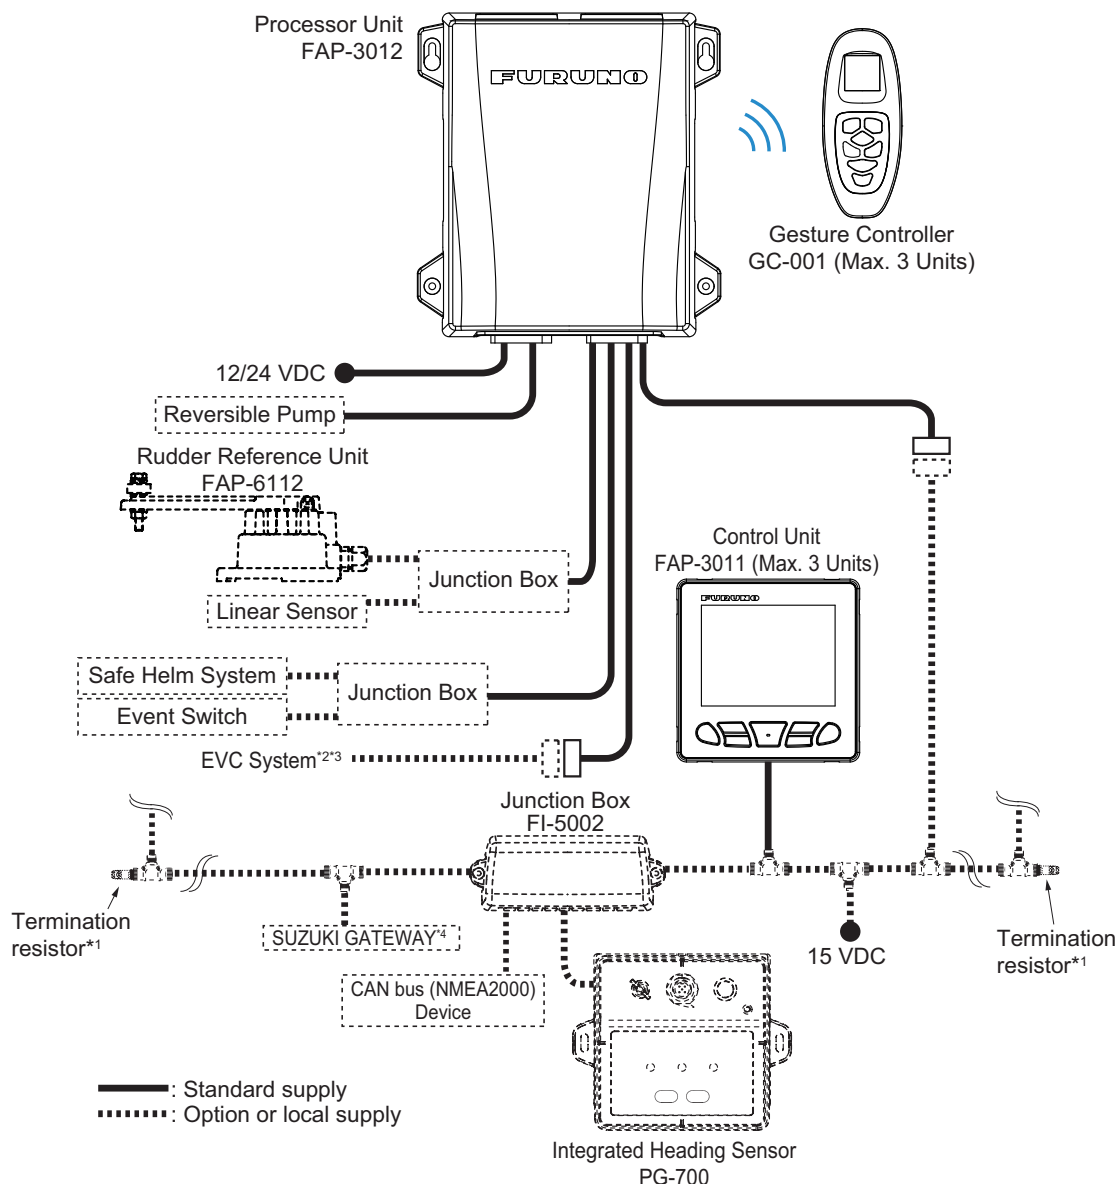 Processor Unit
FAP-3012
FURUNO
Gesture Controller
GC-001 (Max. 3 Units)
12/24 VDC
Reversible Pump
Rudder Reference Unit
FAP-6112
Junction Box
Linear Sensor
Control Unit
FAP-3011 (Max. 3 Units)
FURUNO
Safe Helm System
Junction Box
Event Switch
EVC System*2*3
Junction Box
FI-5002
Termination
resistor*1
SUZUKI GATEWAY*4
15 VDC
Termination
resistor*1
CAN bus (NMEA2000)
Device
: Standard supply
: Option or local supply
Integrated Heading Sensor
PG-700